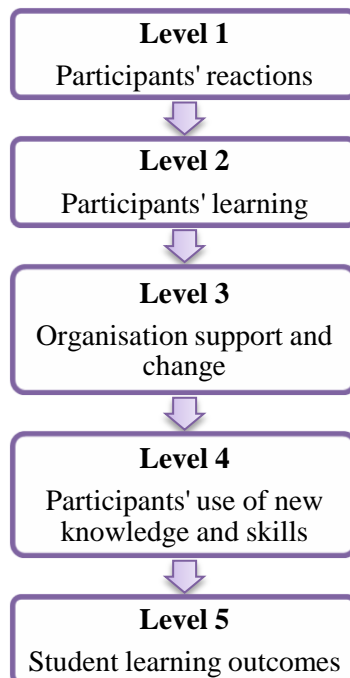 Level 1
Participants' reactions
Level 2
Participants' learning
Level 3
Organisation support and
change
Level 4
Participants' use of new
knowledge and skills
Level 5
Student learning outcomes